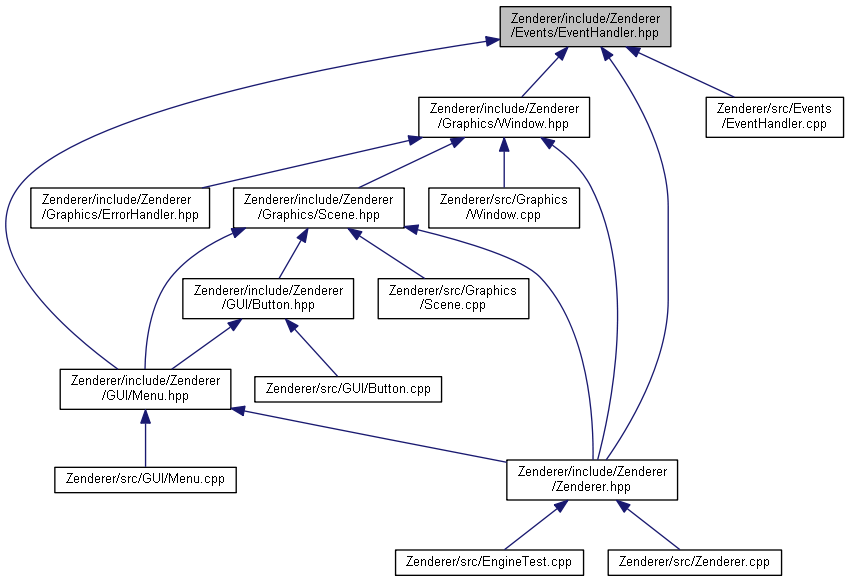 Zenderer/include/Zenderer
/Events/EventHandler.hpp
Zenderer/include/Zenderer
/Graphics/Window.hpp
Zenderer/src/Events
/EventHandler.cpp
Zenderer/include/Zenderer
/Graphics/ErrorHandler.hpp
Zenderer/include/Zenderer
/Graphics/Scene.hpp
Zenderer/src/Graphics
/Window.cpp
Zenderer/include/Zenderer
/GUI/Button.hpp
Zenderer/src/Graphics
/Scene.cpp
Zenderer/include/Zenderer
/GUI/Menu.hpp
Zenderer/src/GUI/Button.cpp
Zenderer/src/GUI/Menu.cpp
Zenderer/include/Zenderer
/Zenderer.hpp
Zenderer/src/EngineTest.cpp
Zenderer/src/Zenderer.cpp